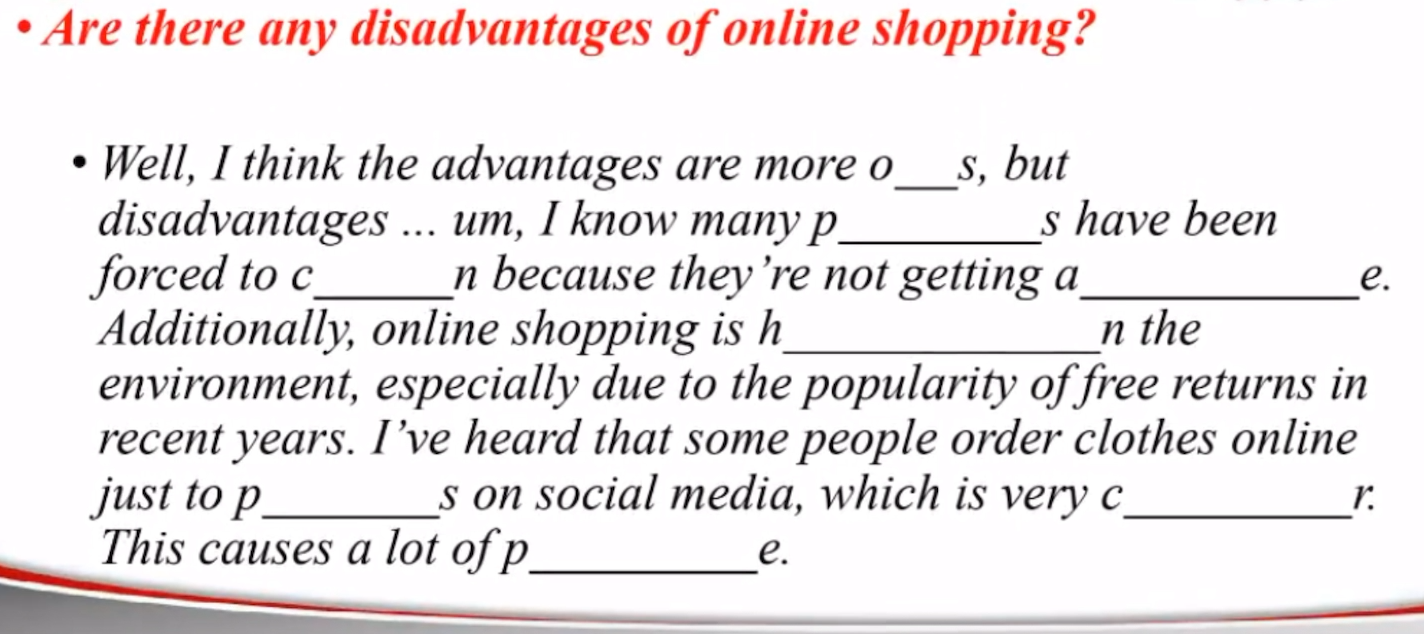 • Are there any disadvantages of online shopping?
• Well, I think the advantages are more o___s, but
disadvantages ... um, I know many p_________s have been
forced to c______n because they’re not getting a____________e.
Additionally, online shopping is h______________n the
environment, especially due to the popularity of free returns in
recent years. I’ve heard that some people order clothes online
just to p________s on social media, which is very c__________r.
This causes a lot of p__________e.